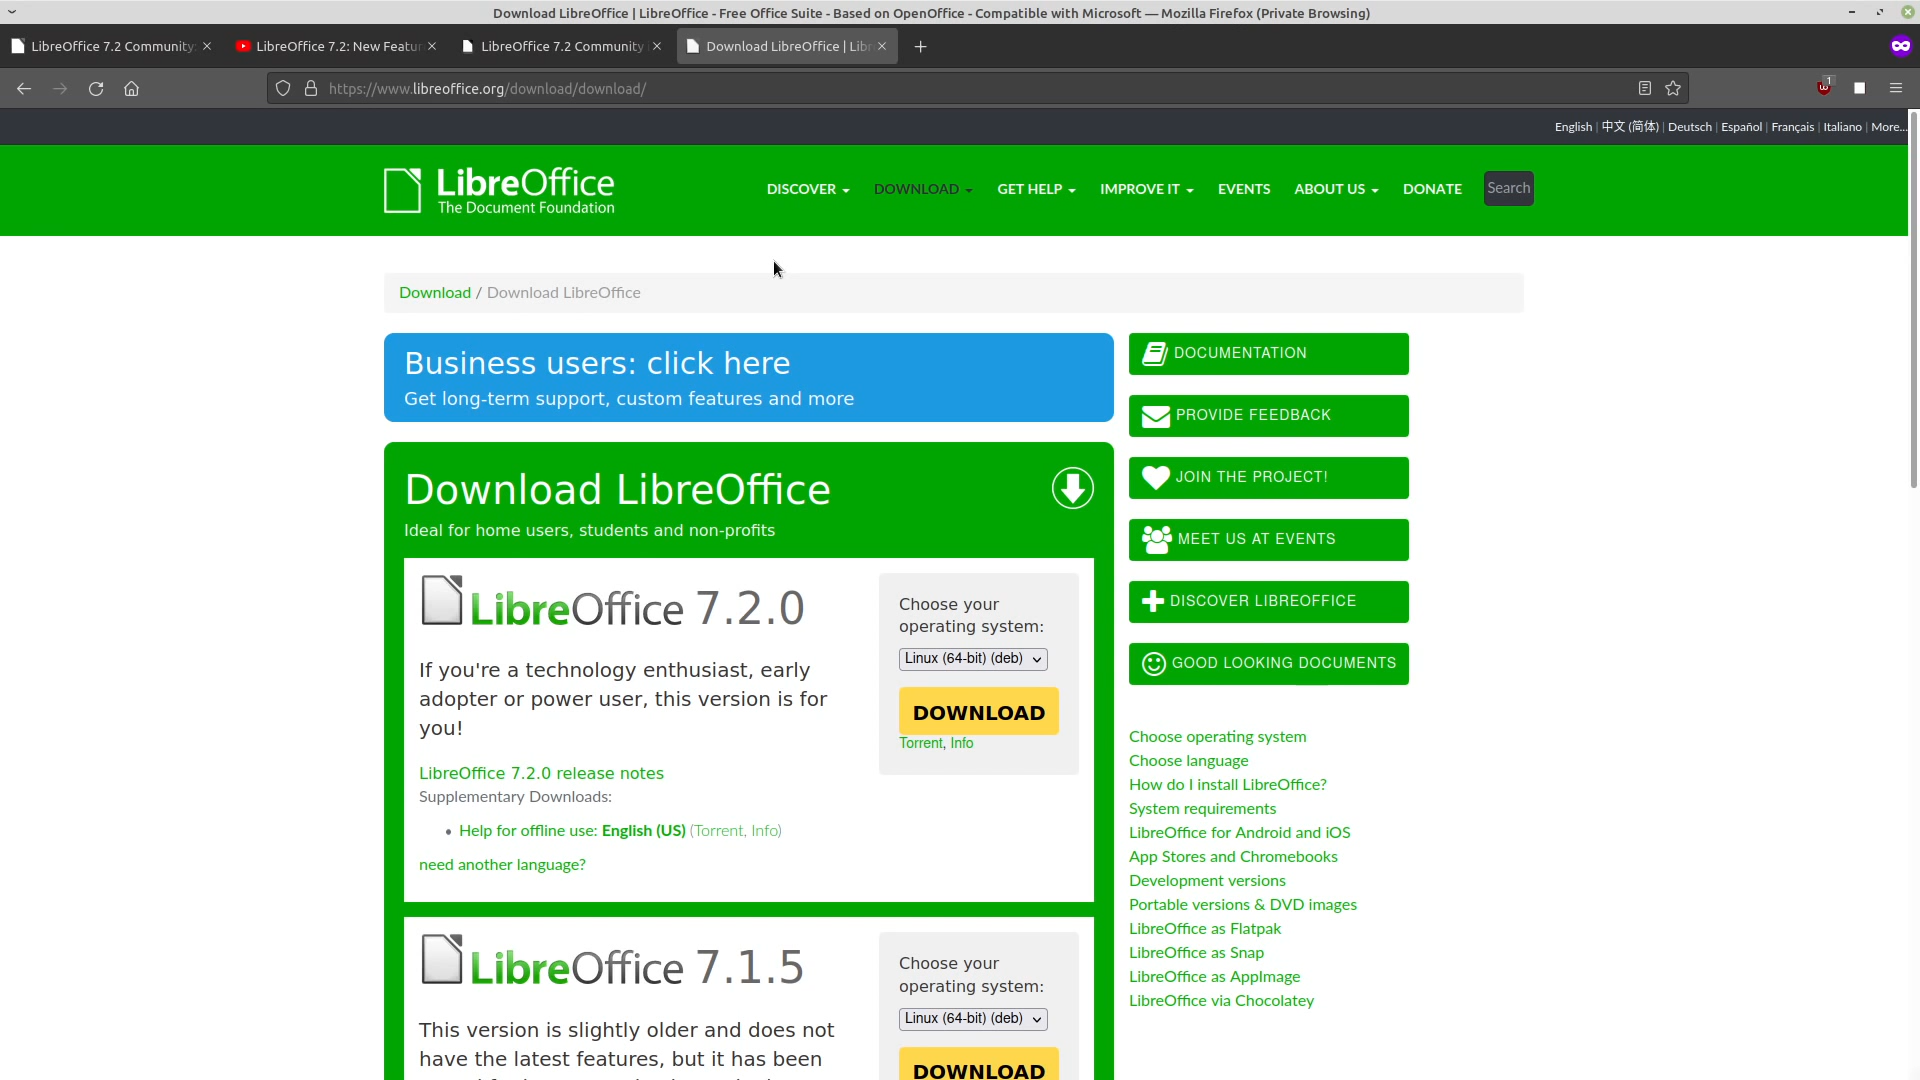 Download LibreOffice | LibreOffice - Free Office Suite - Based on OpenOffice - Compatible with Microsoft — Mozilla Firefox (Private Browsing)
LibreOffice 7.2 Community
LibreOffice 7.2: New Featur
LibreOffice 7.2 Community
Download LibreOffice | Libr
https://www.libreoffice.org/download/download/
1
English | 中文 (简体) | Deutsch | Español | Français | Italiano | More...
LibreOffice
The Document Foundation
DISCOVER
DOWNLOAD
GET HELP
IMPROVE IT
EVENTS
ABOUT US
DONATE
Search
Download / Download LibreOffice
Business users: click here
Get long-term support, custom features and more
Download LibreOffice
Ideal for home users, students and non-profits
LibreOffice 7.2.0
If you're a technology enthusiast, early
adopter or power user, this version is for
you!
LibreOffice 7.2.0 release notes
Supplementary Downloads:
• Help for offline use: English (US) (Torrent, Info)
need another language?
Choose your
operating system:
Linux (64-bit) (deb)
DOWNLOAD
Torrent, Info
LibreOffice 7.1.5
This version is slightly older and does not
have the latest features, but it has been
Choose your
operating system:
Linux (64-bit) (deb)
DOWNLOAD
DOCUMENTATION
PROVIDE FEEDBACK
JOIN THE PROJECT!
MEET US AT EVENTS
DISCOVER LIBREOFFICE
GOOD LOOKING DOCUMENTS
Choose operating system
Choose language
How do I install LibreOffice?
System requirements
LibreOffice for Android and iOS
App Stores and Chromebooks
Development versions
Portable versions & DVD images
LibreOffice as Flatpak
LibreOffice as Snap
LibreOffice as AppImage
LibreOffice via Chocolatey